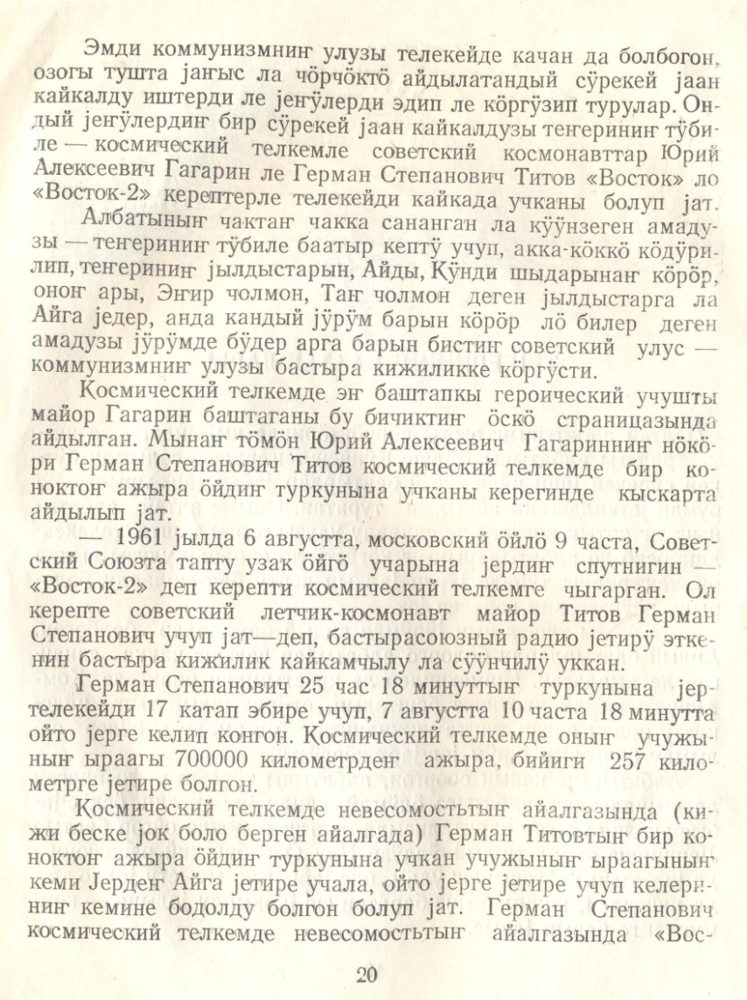 Эмди коммунизмниҥ улузы телекейде качан да болбогон,
озогы тушта јаҥыс ла чӧрчӧктӧ айдылатандый сӱрекей јаан
кайкалду иштерди ле јеҥӱлерди эдип ле кӧргӱзип турулар. Он-
дый јеҥӱлердиҥ бир сӱрекей јаан кайкалдузы теҥерининг тӱби-
ле — космический телкемле советский космонавттар Юрий
Алексеевич Гагарин ле Герман Степанович Титов «Восток» ло
«Восток-2» кереп­терле телекейди кайкада учканы болуп јат.
Албатыныҥ чактаҥ чакка сананган ла кӱӱнзеген амаду-
зы — теҥериниҥ тӱбиле баатыр кептӱ учуп, акка-кӧккӧ кӧдӱри-
лип, теҥериниҥ јылдыстарын, Айды, Кӱнди шыдарынаҥ кӧрӧр,
оноҥ ары, Эҥир чолмон, Таҥ чолмон деген јылдыстарга ла
Айга једер, анда кандый јӱрӱм барын кӧрӧр лӧ билер деген
амадузы јӱрӱмде бӱдер арга барын бистиҥ советский улус —
коммунизмниҥ улузы бастыра кижиликке кӧргӱсти.
Космический телкемде эҥ баштапкы героический учушты
майор Гагарин баштаганы бу бичиктиҥ ӧскӧ страницазында
айдылган. Мынаҥ тӧмӧн Юрий Алексеевич Гагаринниҥ нӧкӧ-
ри Герман Степанович Титов космический телкемде бир ко-
ноктоҥ ажыра ӧйдиҥ туркунына учканы керегинде кыскарта
айдылып јат.
— 1961 јылда 6 августта, московский ӧйлӧ 9 часта, Совет-
ский Союзта тапту узак ӧйгӧ учарына јердиҥ спутнигин —
«Восток-2» деп керепти космический телкемге чыгарган. Ол
керепте советский летчик-космонавт майор Титов Герман
Степанович учуп јат—деп, бастырасоюзный радио јетирӱ этке-
нин бастыра кижилик кайкамчылу ла сӱӱнчилӱ уккан.
Герман Степанович 25 час 18 минуттыҥ туркунына јер-
телекейди 17 катап эбире учуп, 7 августта 10 часта 18 минутта
ойто јерге келип конгон. Космический телкемде оныҥ учужы-
ныҥ ыраагы 700000 километрдеҥ ажыра, бийиги 257 кило-
метрге јетире болгон.
Космический телкемде невесомостьтыҥ айалгазында (ки-
жи беске јок боло берген айалгада) Герман Титовтыҥ бир ко-
ноктоҥ ажыра ӧйдиҥ туркунына учкан учужыныҥ ыраагыныҥ
кеми Јердеҥ Айга јетире учала, ойто јерге јетире учуп келери-
ниҥ кемине бодолду болгон болуп јат. Герман Степанович
космический телкемде невесомостьтыҥ айалгазында «Вос-
20